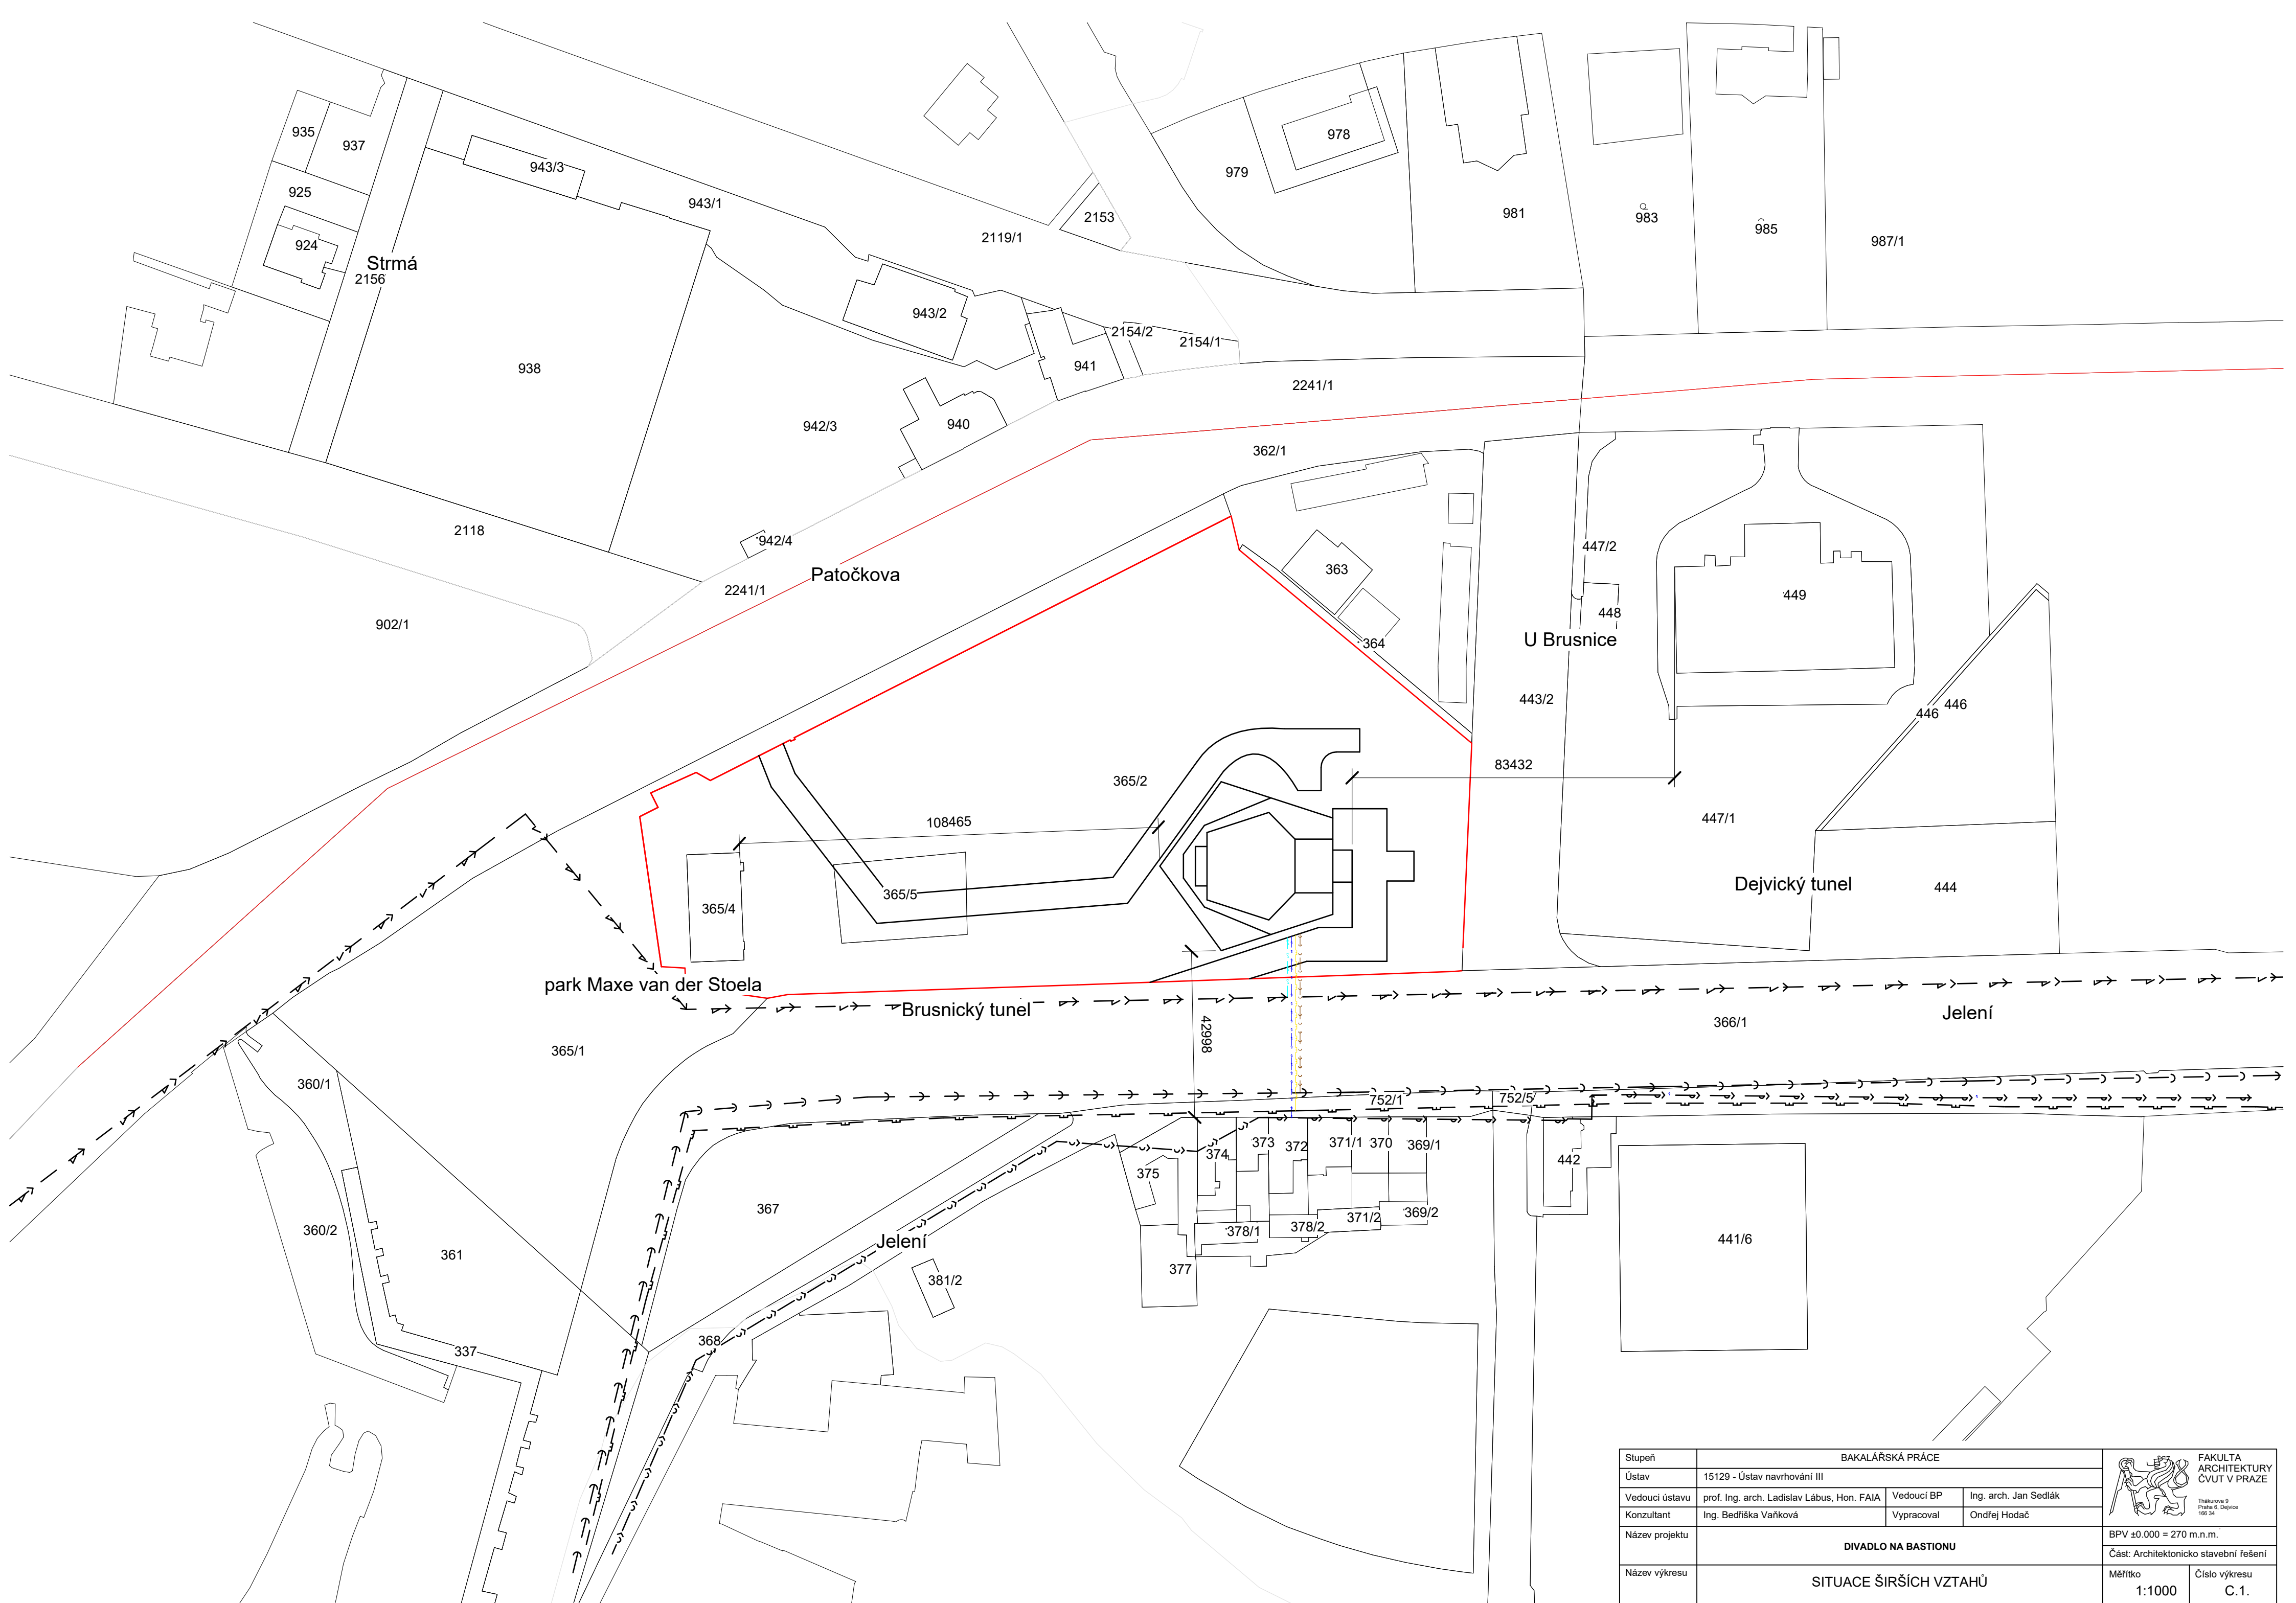 935
937
943/3
978
979
925
943/1
2153
981
983
985
924
2119/1
987/1
Strmá
2156
943/2
2154/2
2154/1
941
938
2241/1
942/3
940
362/1
2118
942/4
447/2
Patočkova
363
2241/1
449
448
902/1
364
U Brusnice
443/2
446
446
83432
365/2
108465
447/1
Dejvický tunel
444
365/5
365/4
park Maxe van der Stoela
Brusnický tunel
Jelení
366/1
42998
365/1
360/1
752/1
752/5
373
372
371/1
370
369/1
374
375
442
367
369/2
371/2
378/1
378/2
360/2
361
Jelení
441/6
377
381/2
368
337
Stupeň
BAKALÁŘSKÁ PRÁCE
Ústav
15129 - Ústav navrhování III
Vedoucí ústavu
prof. Ing. arch. Ladislav Lábus, Hon. FAIA
Vedoucí BP
Ing. arch. Jan Sedlák
Konzultant
Ing. Bedřiška Vaňková
Vypracoval
Ondřej Hodač
Název projektu
DIVADLO NA BASTIONU
Název výkresu
SITUACE ŠIRŠÍCH VZTAHŮ
FAKULTA
ARCHITEKTURY
ČVUT V PRAZE
Thákurova 9
Praha 6, Dejvice
166 34
BPV ±0.000 = 270 m.n.m.
Část: Architektonicko stavební řešení
Měřítko
1:1000
Číslo výkresu
C.1.